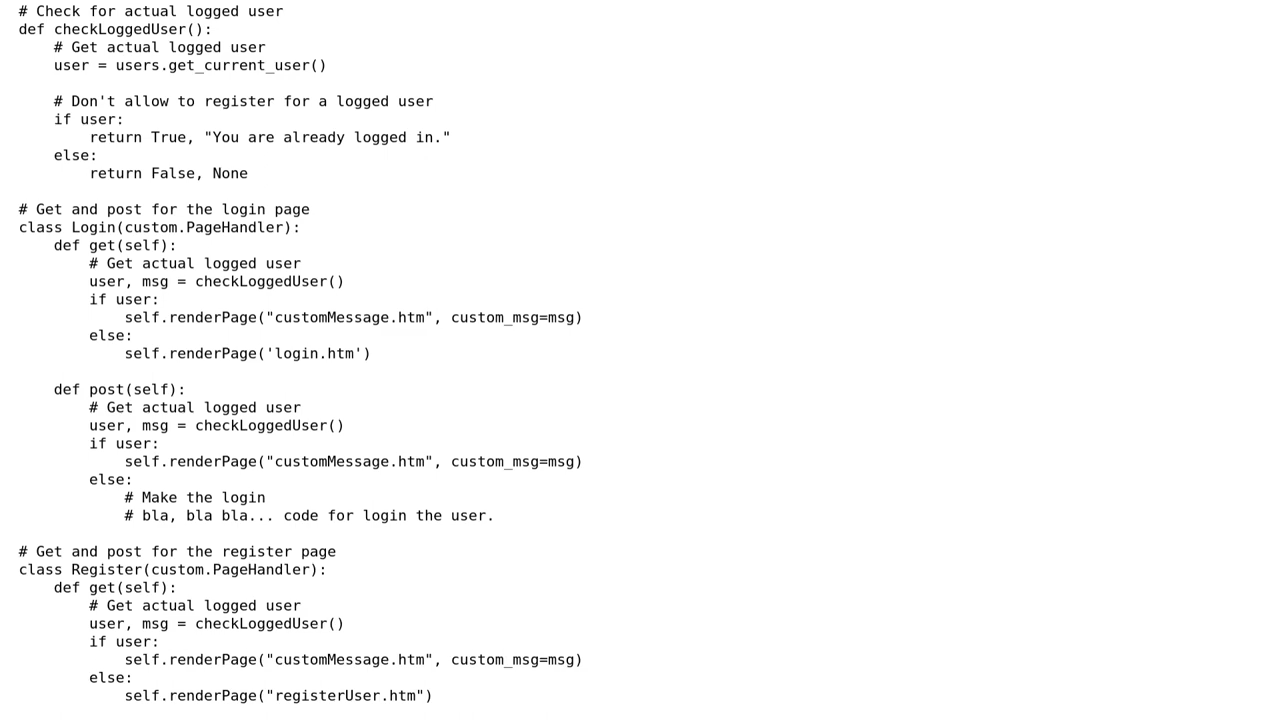 # Check for actual logged user
def checkLoggedUser():
    # Get actual logged user
    user = users.get_current_user()

    # Don't allow to register for a logged user
    if user:
        return True, "You are already logged in."
    else:
        return False, None

# Get and post for the login page
class Login(custom.PageHandler):
    def get(self):
        # Get actual logged user
        user, msg = checkLoggedUser()
        if user:
            self.renderPage("customMessage.htm", custom_msg=msg)
        else:
            self.renderPage('login.htm')

    def post(self):
        # Get actual logged user
        user, msg = checkLoggedUser()
        if user:
            self.renderPage("customMessage.htm", custom_msg=msg)
        else:
            # Make the login
            # bla, bla bla... code for login the user.

# Get and post for the register page
class Register(custom.PageHandler):
    def get(self):
        # Get actual logged user
        user, msg = checkLoggedUser()
        if user:
            self.renderPage("customMessage.htm", custom_msg=msg)
        else:
            self.renderPage("registerUser.htm")